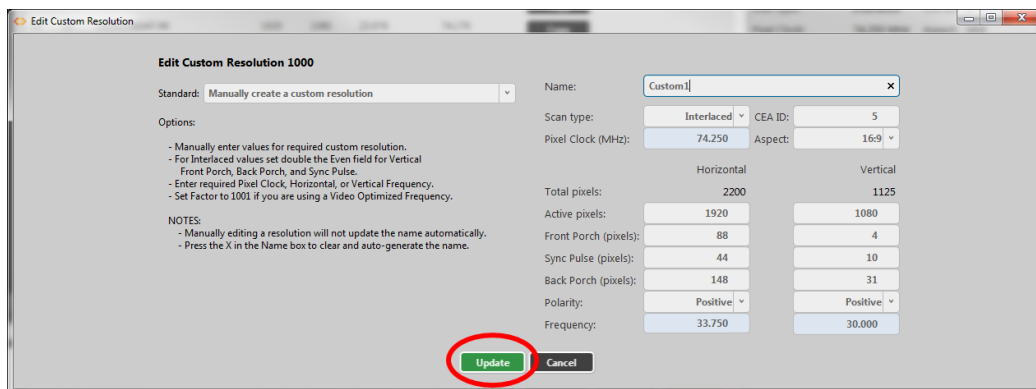 Edit Custom Resolution
Edit Custom Resolution 1000
Standard: Manually create a custom resolution
Options:
- Manually enter values for required custom resolution.
- For Interlaced values set double the Even field for Vertical
Front Porch, Back Porch, and Sync Pulse.
- Enter required Pixel Clock, Horizontal, or Vertical Frequency.
- Set Factor to 1001 if you are using a Video Optimized Frequency.
NOTES:
- Manually editing a resolution will not update the name automatically.
- Press the X in the Name box to clear and auto-generate the name.
Name: Custom1
Scan type: Interlaced CEA ID: 5
Pixel Clock (MHz): 74.250 Aspect: 16:9
Horizontal Vertical
Total pixels: 2200 1125
Active pixels: 1920 1080
Front Porch (pixels): 88 4
Sync Pulse (pixels): 44 10
Back Porch (pixels): 148 31
Polarity: Positive Positive
Frequency: 33.750 30.000
Update Cancel